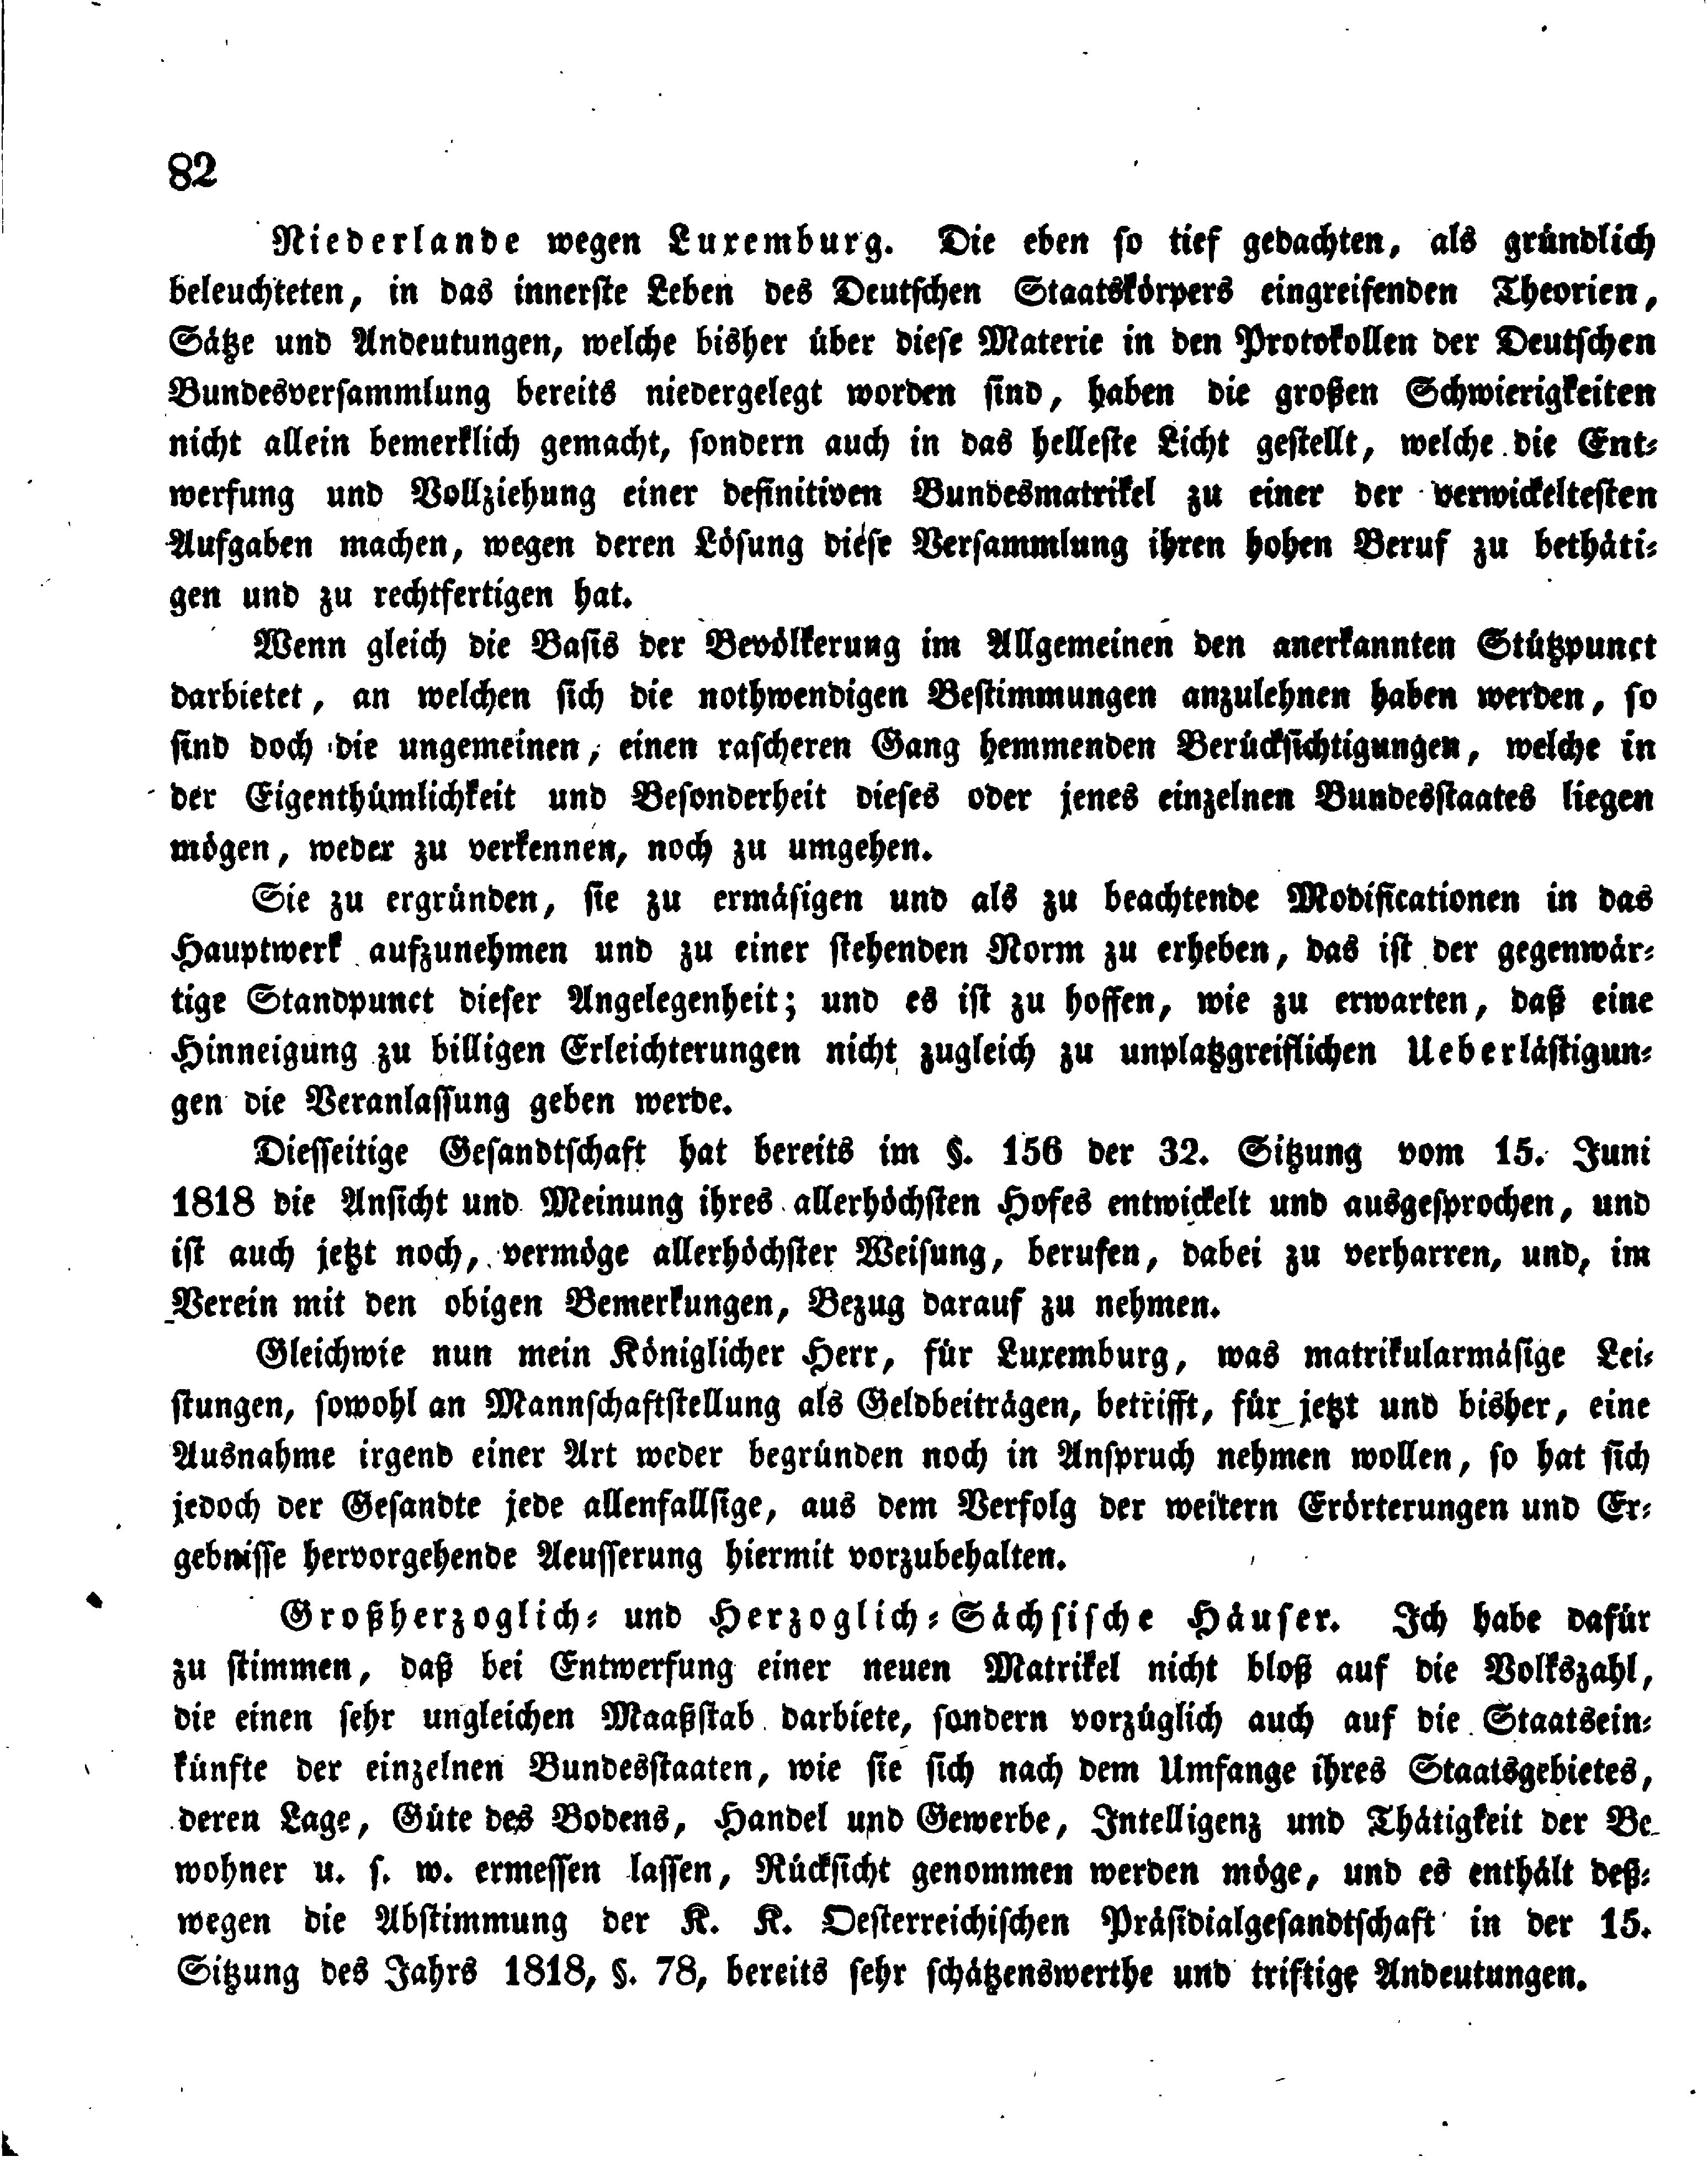 82
Niederlande wegen Luxemburg. Die eben so tief gedachten, als gründlich
beleuchteten, in das innerste Leben des Deutschen Staatskörpers eingreifenden Theorien,
Sätze und Andeutungen, welche bisher über diese Materie in den Protokollen der Deutschen
Bundesversammlung bereits niedergelegt worden sind, haben die großen Schwierigkeiten
nicht allein bemerklich gemacht, sondern auch in das helleste Licht gestellt, welche die Ent-
werfung und Vollziehung einer definitiven Bundesmatrikel zu einer der verwickeltesten
Aufgaben machen, wegen deren Lösung diese Versammlung ihren hohen Beruf zu bethäti-
gen und zu rechtfertigen hat.
Wenn gleich die Basis der Bevölkerung im Allgemeinen den anerkannten Stützpunct
darbietet, an welchen sich die nothwendigen Bestimmungen anzulehnen haben werden, so
sind doch die ungemeinen, einen rascheren Gang hemmenden Berücksichtigungen, welche in
der Eigenthümlichkeit und Besonderheit dieses oder jenes einzelnen Bundesstaates liegen
mögen, weder zu verkennen, noch zu umgehen.
Sie zu ergründen, sie zu ermäsigen und als zu beachtende Modificationen in das
Hauptwerk aufzunehmen und zu einer stehenden Norm zu erheben, das ist der gegenwär-
tige Standpunct dieser Angelegenheit; und es ist zu hoffen, wie zu erwarten, daß eine
Hinneigung zu billigen Erleichterungen nicht zugleich zu unplatzgreiflichen Ueberlästigun-
gen die Veranlassung geben werde.
Diesseitige Gesandtschaft hat bereits im §. 156 der 32. Sitzung vom 15. Juni
1818 die Ansicht und Meinung ihres allerhöchsten Hofes entwickelt und ausgesprochen, und
ist auch jetzt noch, vermöge allerhöchster Weisung, berufen, dabei zu verharren, und, im
Verein mit den obigen Bemerkungen, Bezug darauf zu nehmen.
Gleichwie nun mein Königlicher Herr, für Luxemburg, was matrikularmäsige Lei-
stungen, sowohl an Mannschaftstellung als Geldbeiträgen, betrifft, für jetzt und bisher, eine
Ausnahme irgend einer Art weder begründen noch in Anspruch nehmen wollen, so hat sich
jedoch der Gesandte jede allenfallsige, aus dem Verfolg der weitern Erörterungen und Er-
gebnisse hervorgehende Aeusserung hiermit vorzubehalten.
Großherzoglich- und Herzoglich-Sächsische Häuser. Ich habe dafür
zu stimmen, daß bei Entwerfung einer neuen Matrikel nicht bloß auf die Volkszahl,
die einen sehr ungleichen Maaßstab darbiete, sondern vorzüglich auch auf die Staatsein-
künfte der einzelnen Bundesstaaten, wie sie sich nach dem Umfange ihres Staatsgebietes,
deren Lage, Güte des Bodens, Handel und Gewerbe, Intelligenz und Thätigkeit der Be-
wohner u. s. w. ermessen lassen, Rücksicht genommen werden möge, und es enthält deß-
wegen die Abstimmung der K. K. Oesterreichischen Präsidialgesandtschaft in der 15.
Sitzung des Jahrs 1818, §. 78, bereits sehr schätzenswerthe und triftige Andeutungen.